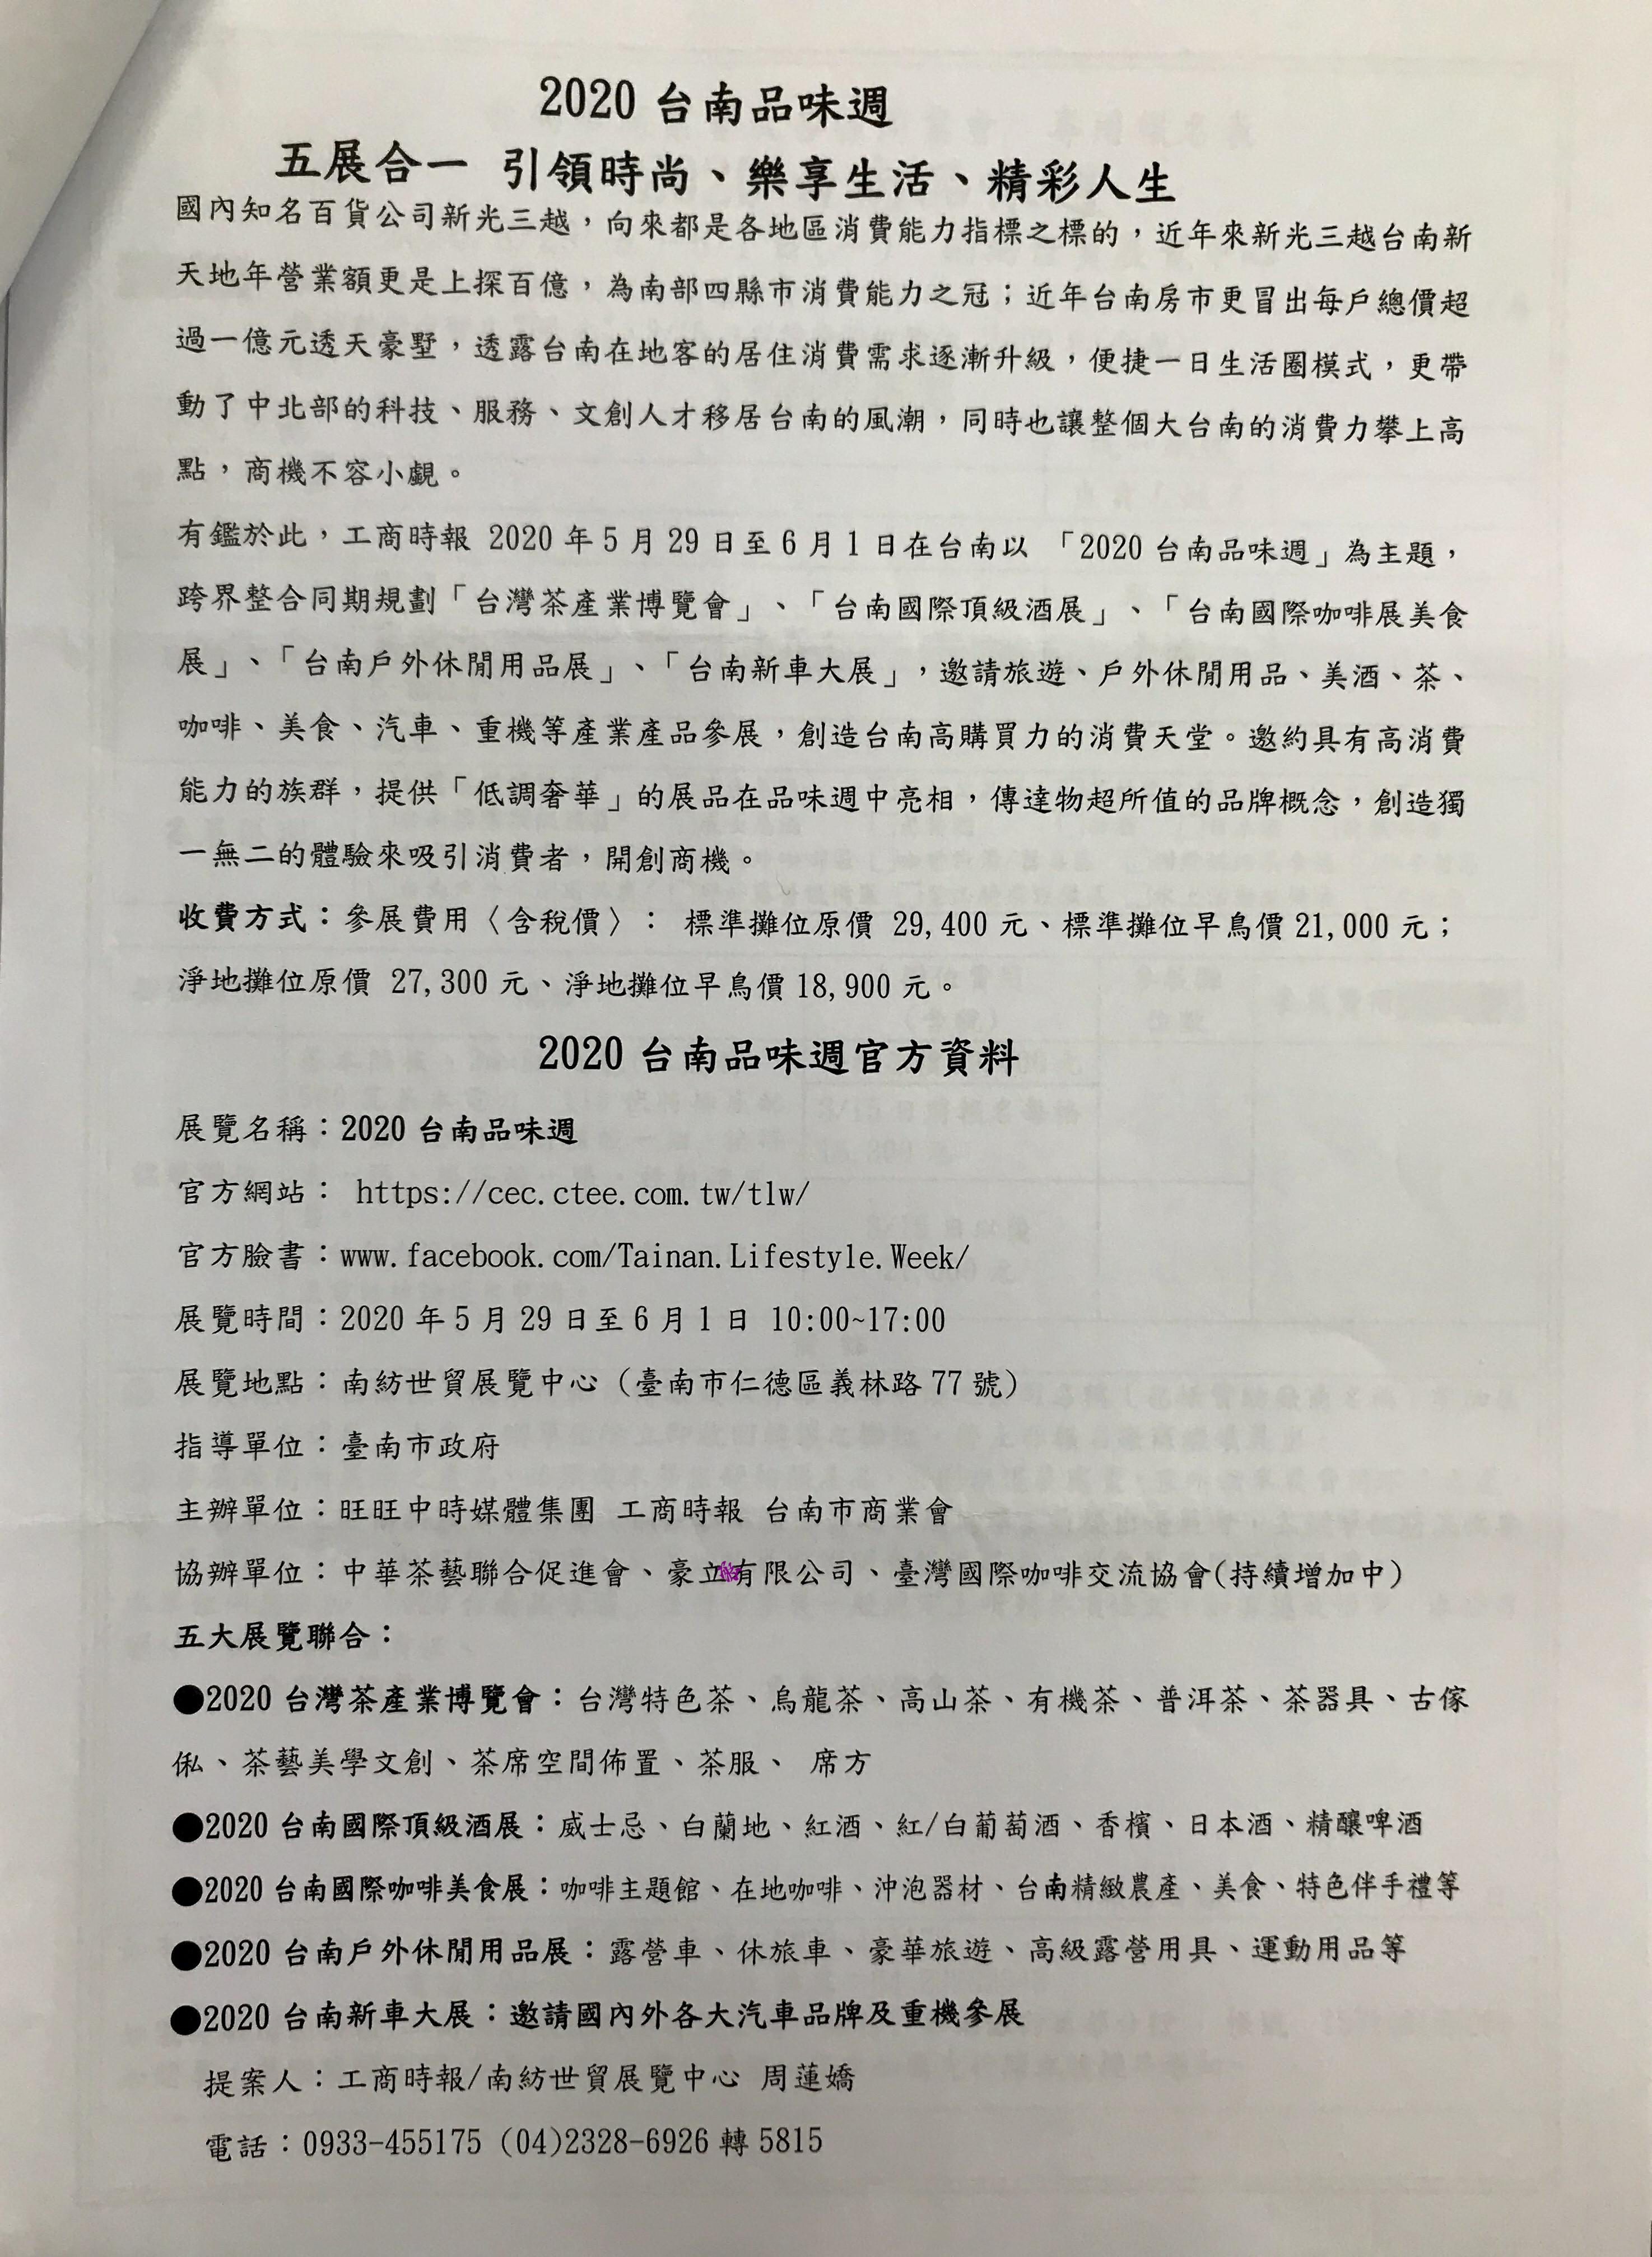 2020 台南品味週
五展合一 引領時尚、樂享生活、精彩人生
國內知名百貨公司新光三越，向來都是各地區消費能力指標之標的，近年來新光三越台南新
天地年營業額更是上探百億，為南部四縣市消費能力之冠；近年台南房市更冒出每戶總價超
過一億元透天豪墅，透露台南在地客的居住消費需求逐漸升級，便捷一日生活圈模式，更帶
動了中北部的科技、服務、文創人才移居台南的風潮，同時也讓整個大台南的消費力攀上高
點，商機不容小覷。
有鑑於此，工商時報 2020 年 5 月 29 日至 6 月 1 日在台南以 「2020 台南品味週」為主題，
跨界整合同期規劃「台灣茶產業博覽會」、「台南國際頂級酒展」、「台南國際咖啡展美食
展」、「台南戶外休閒用品展」、「台南新車大展」，邀請旅遊、戶外休閒用品、美酒、茶、
咖啡、美食、汽車、重機等產業產品參展，創造台南高購買力的消費天堂。邀約具有高消費
能力的族群，提供「低調奢華」的展品在品味週中亮相，傳達物超所值的品牌概念，創造獨
一無二的體驗來吸引消費者，開創商機。
收費方式：參展費用〈含稅價〉： 標準攤位原價 29,400 元、標準攤位早鳥價 21,000 元；
淨地攤位原價 27,300 元、淨地攤位早鳥價 18,900 元。
2020 台南品味週官方資料
展覽名稱：2020 台南品味週
官方網站： https://cec.ctee.com.tw/tlw/
官方臉書：www.facebook.com/Tainan.Lifestyle.Week/
展覽時間：2020 年 5 月 29 日至 6 月 1 日 10:00~17:00
展覽地點：南紡世貿展覽中心（臺南市仁德區義林路 77 號）
指導單位：臺南市政府
主辦單位：旺旺中時媒體集團 工商時報 台南市商業會
協辦單位：中華茶藝聯合促進會、豪立有限公司、臺灣國際咖啡交流協會(持續增加中)
五大展覽聯合：
●2020 台灣茶產業博覽會：台灣特色茶、烏龍茶、高山茶、有機茶、普洱茶、茶器具、古傢
俬、茶藝美學文創、茶席空間佈置、茶服、 席方
●2020 台南國際頂級酒展：威士忌、白蘭地、紅酒、紅/白葡萄酒、香檳、日本酒、精釀啤酒
●2020 台南國際咖啡美食展：咖啡主題館、在地咖啡、沖泡器材、台南精緻農產、美食、特色伴手禮等
●2020 台南戶外休閒用品展：露營車、休旅車、豪華旅遊、高級露營用具、運動用品等
●2020 台南新車大展：邀請國內外各大汽車品牌及重機參展
提案人：工商時報/南紡世貿展覽中心 周蓮嬌
電話：0933-455175 (04)2328-6926 轉 5815